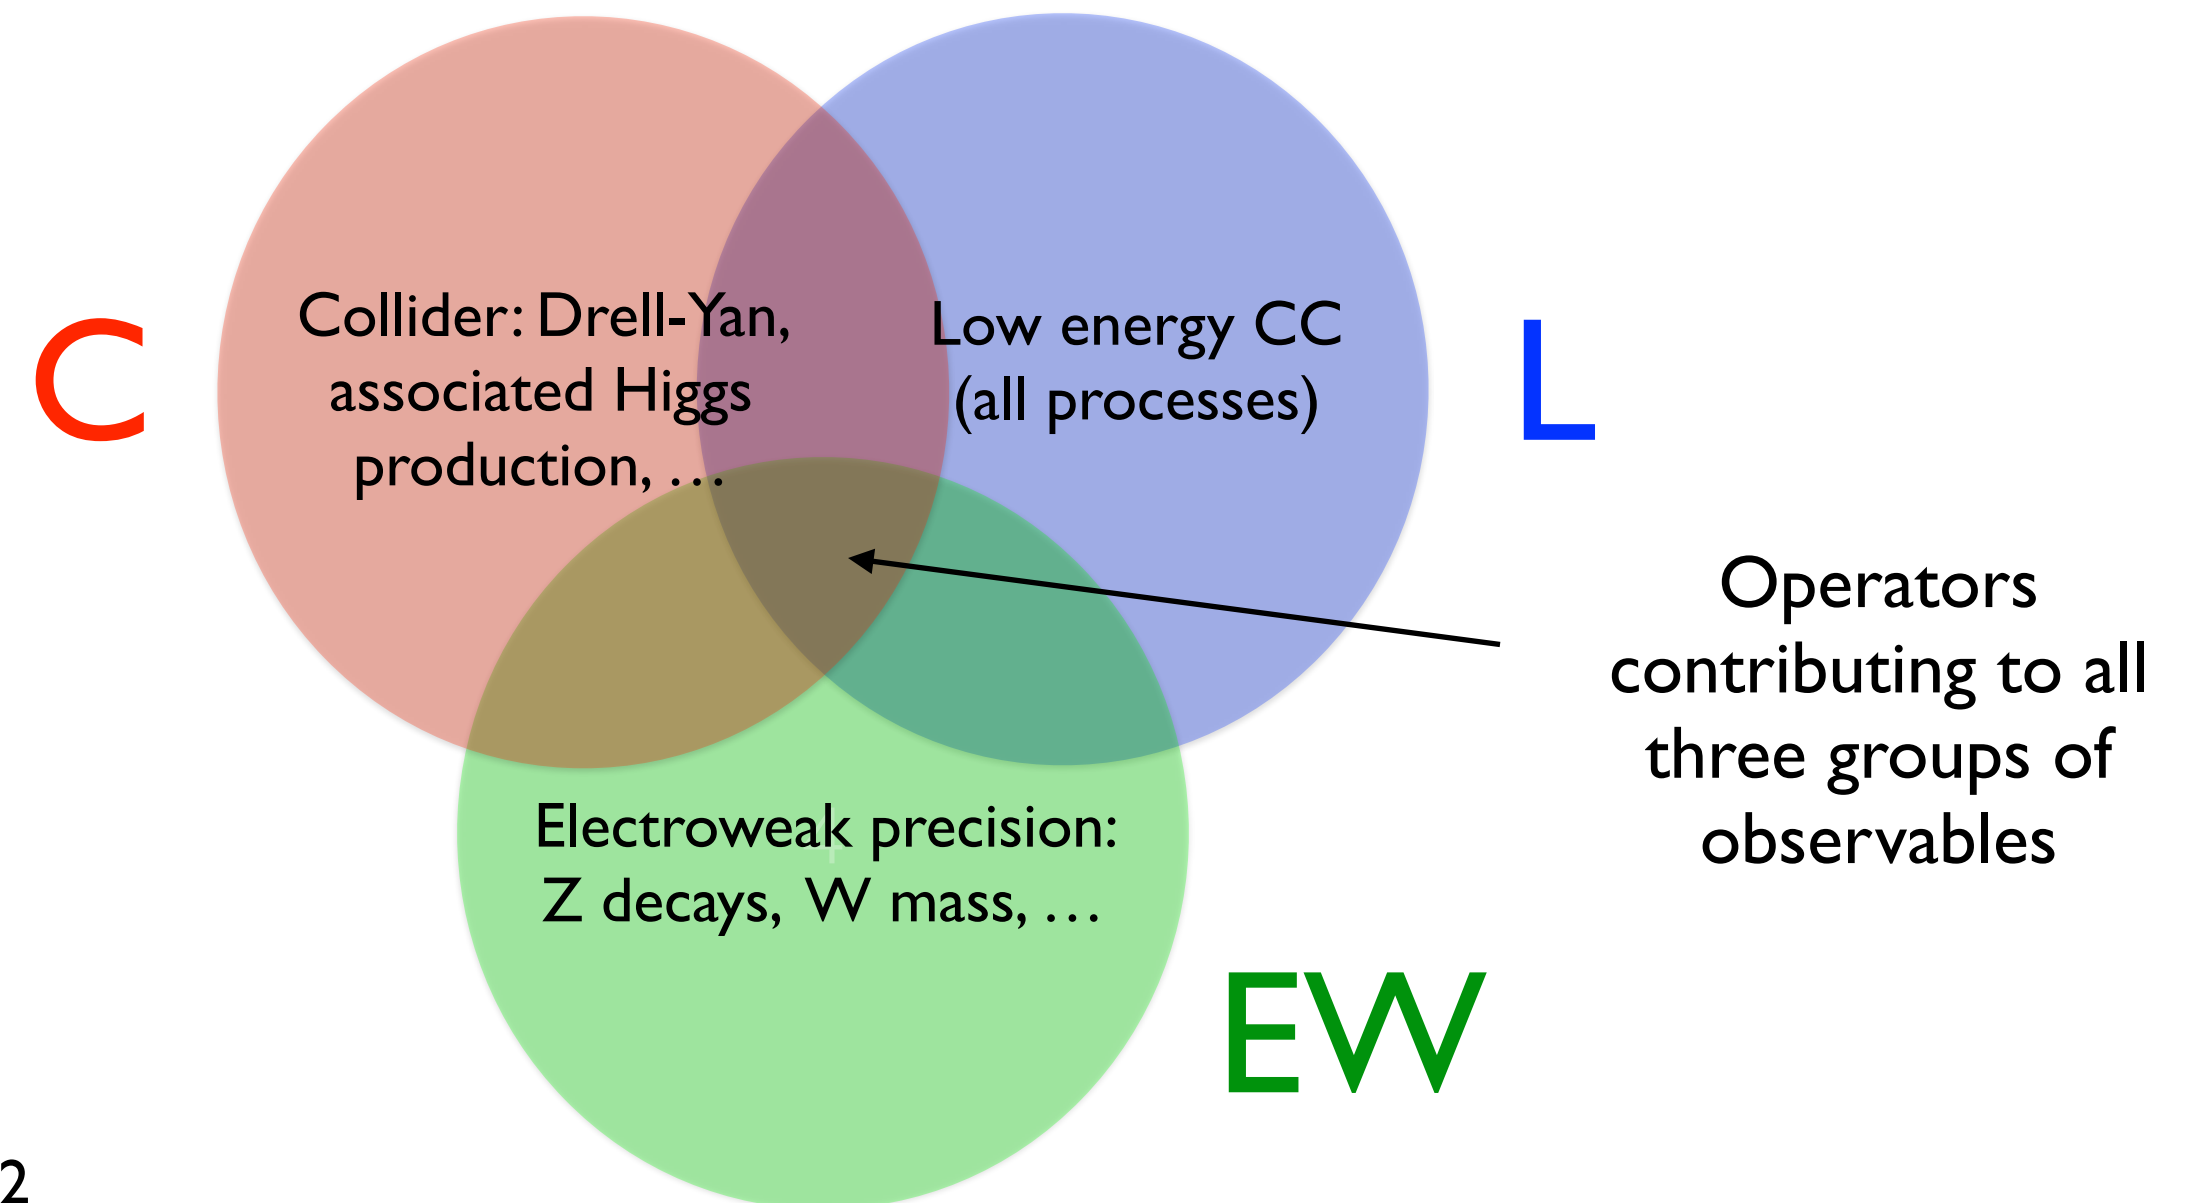 C
Collider: Drell-Yan,
associated Higgs
production, …
Low energy CC
(all processes)
L
Operators
contributing to all
three groups of
observables
Electroweak precision:
Z decays, W mass, …
EW
2